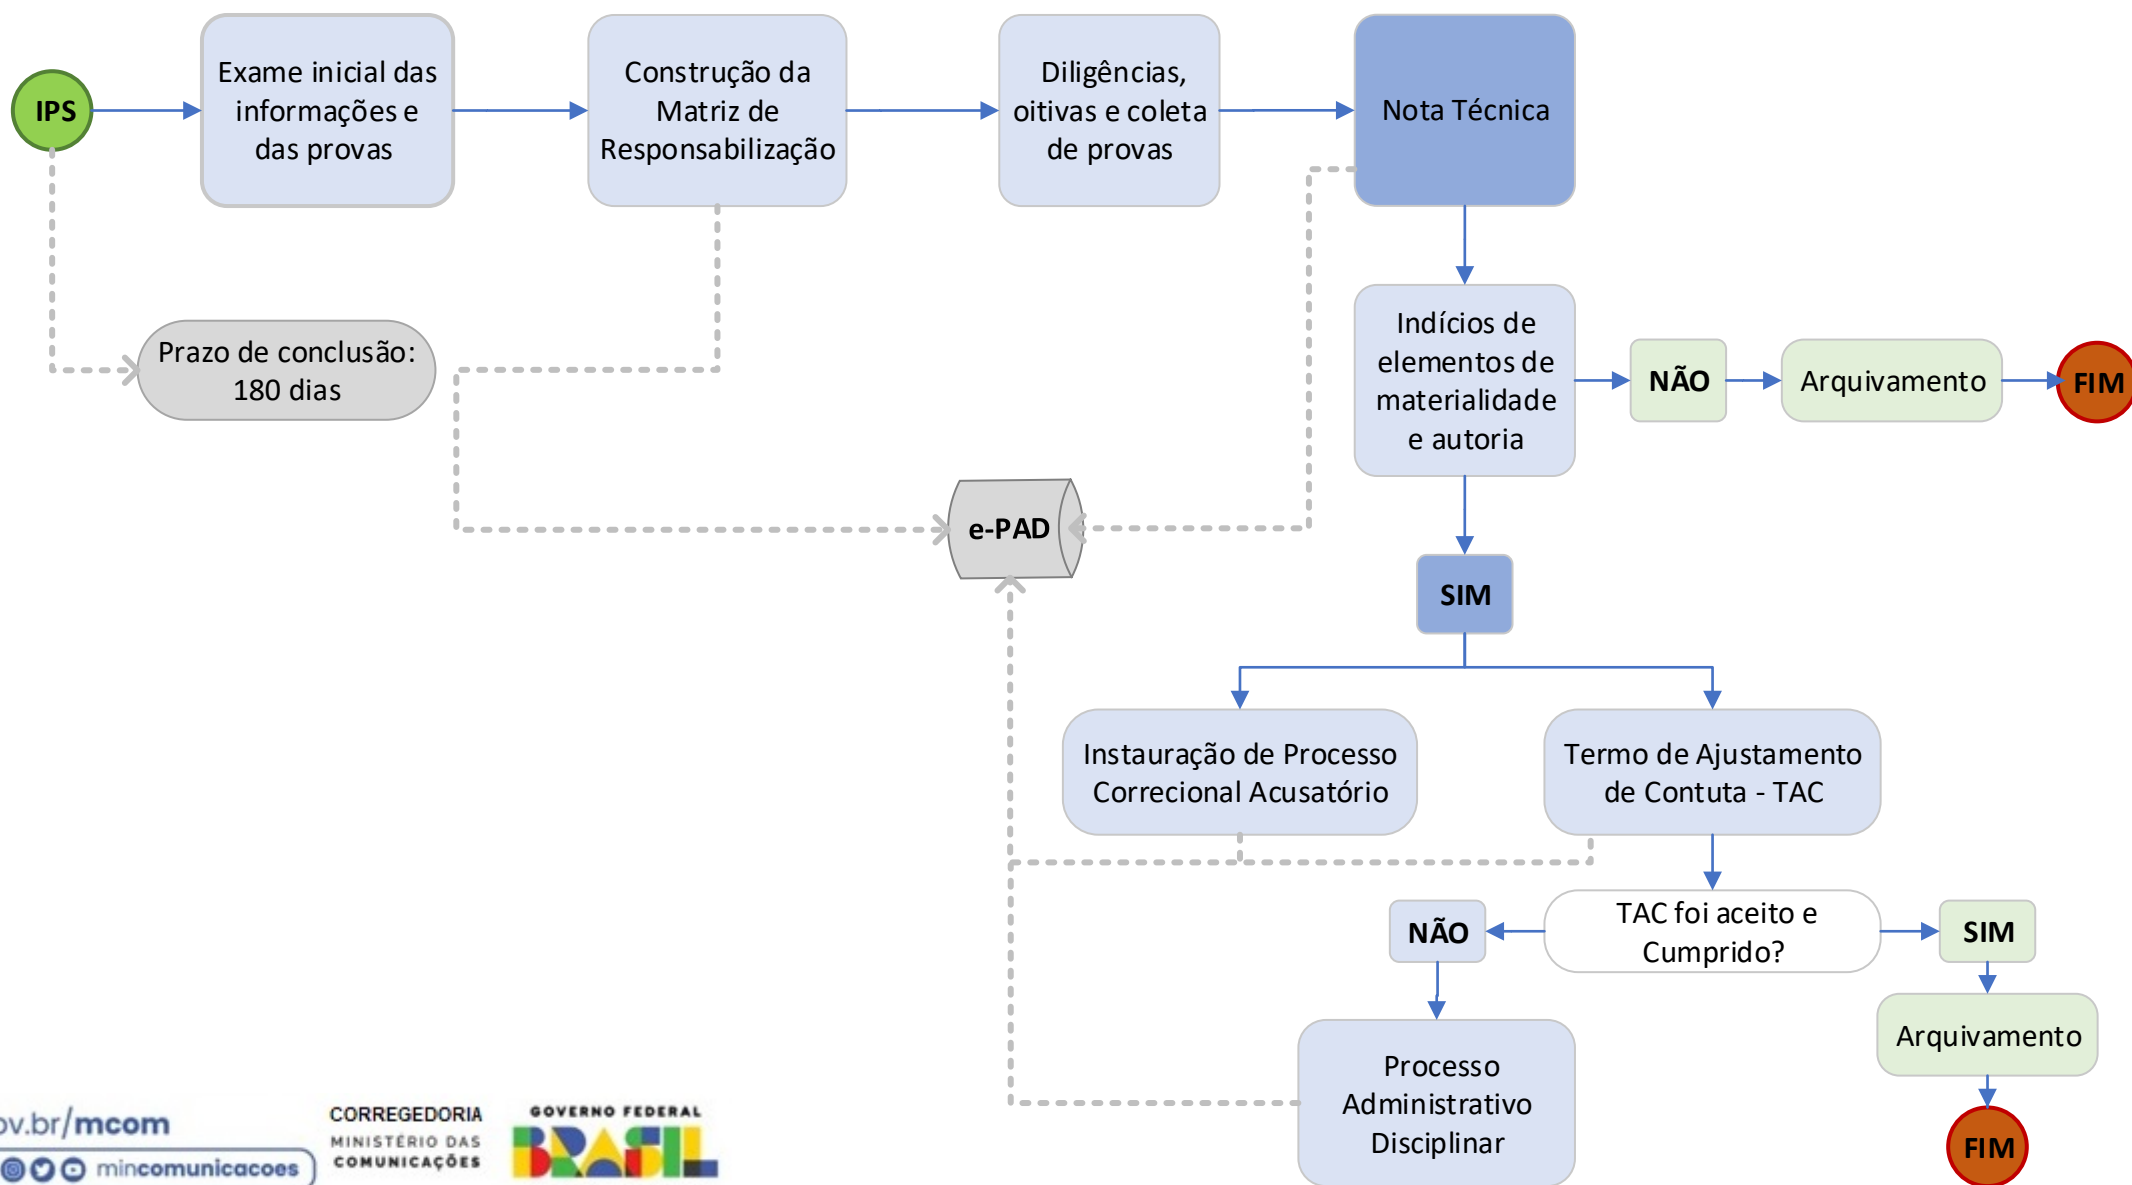 IPS
Exame inicial das
informações e
das provas
Construção da
Matriz de
Responsabilização
Diligências,
oitivas e coleta
de provas
Nota Técnica
Prazo de conclusão:
180 dias
Indícios de
elementos de
materialidade
e autoria
NÃO
Arquivamento
FIM
e-PAD
SIM
Instauração de Processo
Correcional Acusatório
Termo de Ajustamento
de Contuta - TAC
TAC foi aceito e
Cumprido?
NÃO
SIM
Arquivamento
FIM
Processo
Administrativo
Disciplinar
ov.br/mcom
mincomunicacoes
CORREGEDORIA
MINISTÉRIO DAS
COMUNICAÇÕES
GOVERNO FEDERAL
BRASIL